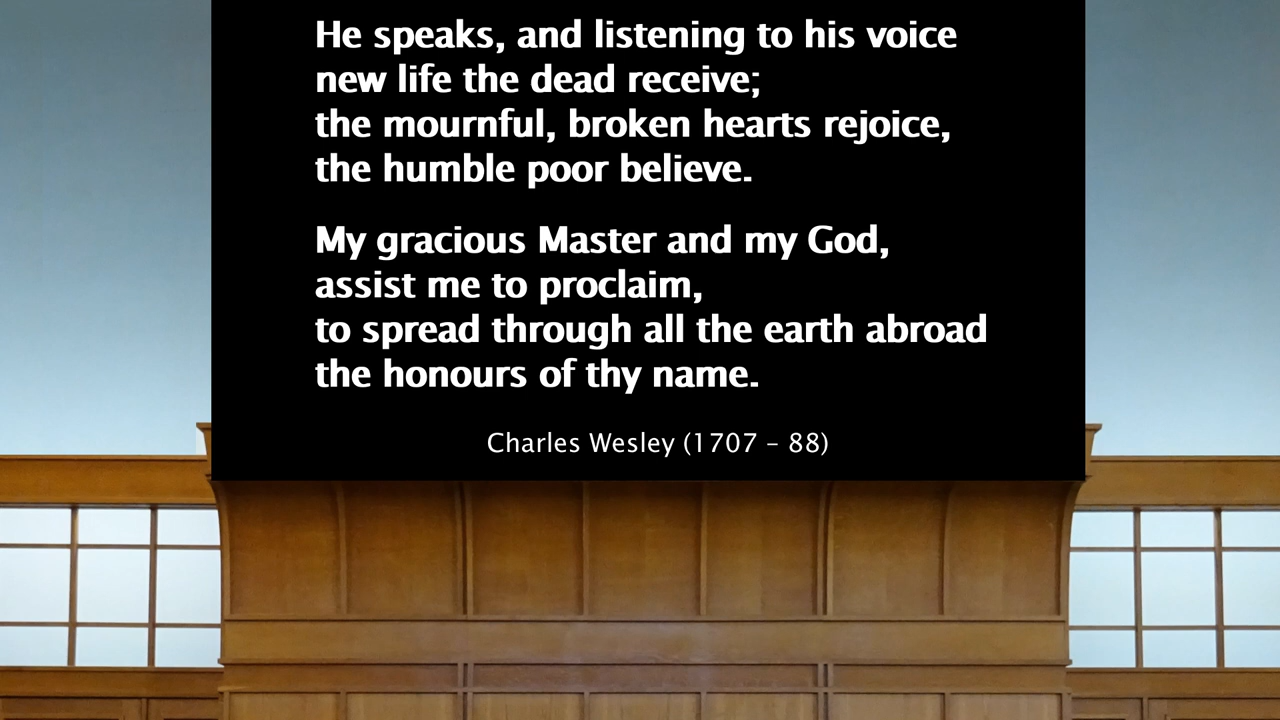 He speaks, and listening to his voice
new life the dead receive;
the mournful, broken hearts rejoice,
the humble poor believe.
My gracious Master and my God,
assist me to proclaim,
to spread through all the earth abroad
the honours of thy name.
Charles Wesley (1707 – 88)